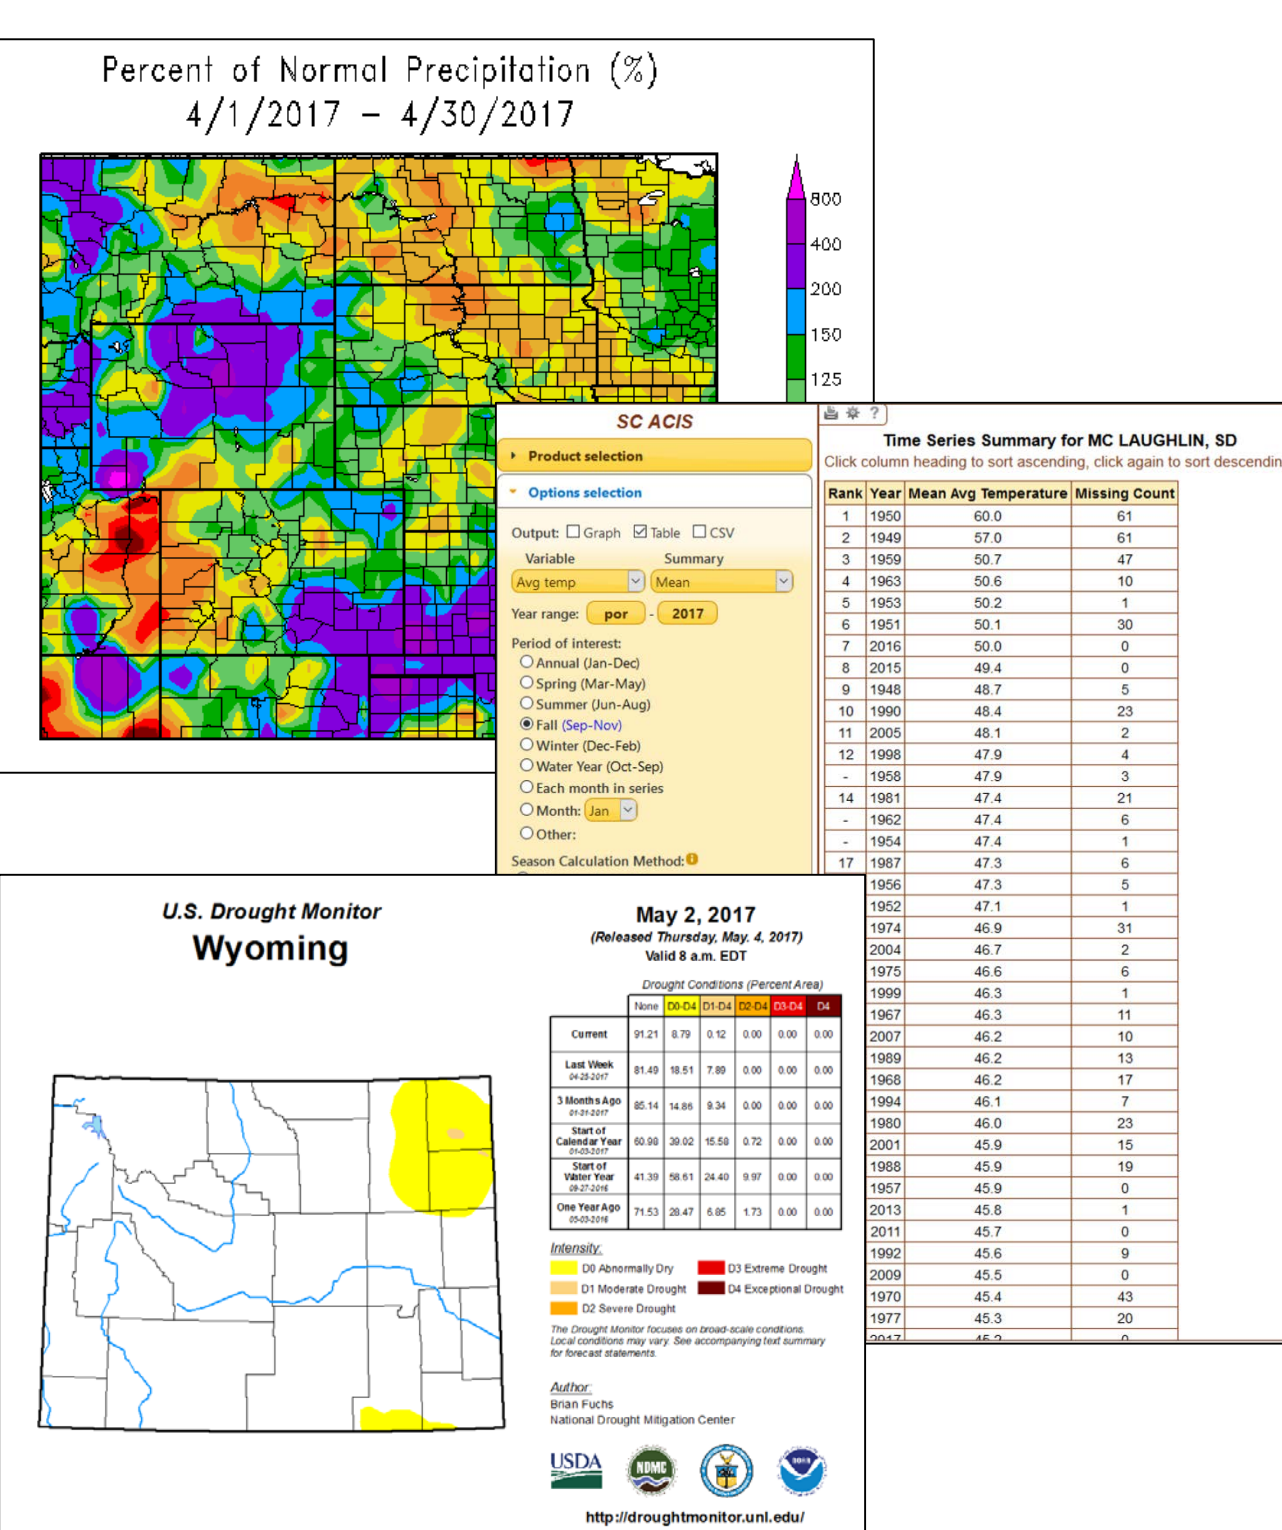 Percent of Normal Precipitation (%)
4/1/2017 – 4/30/2017
800
400
200
150
125
SC ACIS
Product selection
Options selection
Output: Graph Table CSV
Variable Summary
Avg temp Mean
Year range: por - 2017
Period of interest:
Annual (Jan-Dec)
Spring (Mar-May)
Summer (Jun-Aug)
Fall (Sep-Nov)
Winter (Dec-Feb)
Water Year (Oct-Sep)
Each month in series
Month: Jan
Other:
Season Calculation Method:
Time Series Summary for MC LAUGHLIN, SD
Click column heading to sort ascending, click again to sort descendin
Rank Year Mean Avg Temperature Missing Count
1 1950 60.0 61
2 1949 57.0 61
3 1959 50.7 47
4 1963 50.6 10
5 1953 50.2 1
6 1951 50.1 30
7 2016 50.0 0
8 2015 49.4 0
9 1948 48.7 5
10 1990 48.4 23
11 2005 48.1 2
12 1998 47.9 4
- 1958 47.9 3
14 1981 47.4 21
- 1962 47.4 6
- 1954 47.4 1
17 1987 47.3 6
1956 47.3 5
1952 47.1 1
1974 46.9 31
2004 46.7 2
1975 46.6 6
1999 46.3 1
1967 46.3 11
2007 46.2 10
1989 46.2 13
1968 46.2 17
1994 46.1 7
1980 46.0 23
2001 45.9 15
1988 45.9 19
1957 45.9 0
2013 45.8 1
2011 45.7 0
1992 45.6 9
2009 45.5 0
1970 45.4 43
1977 45.3 20
2017 45.2 0
U.S. Drought Monitor
Wyoming
May 2, 2017
(Released Thursday, May. 4, 2017)
Valid 8 a.m. EDT
Drought Conditions (Percent Area)
None D0-D4 D1-D4 D2-D4 D3-D4 D4
Current 91.21 8.79 0.12 0.00 0.00 0.00
Last Week 81.49 18.51 7.89 0.00 0.00 0.00
04-25-2017
3 Months Ago 85.14 14.86 9.34 0.00 0.00 0.00
01-31-2017
Start of
Calendar Year 60.98 39.02 15.58 0.72 0.00 0.00
01-03-2017
Start of
Water Year 41.39 58.61 24.40 9.97 0.00 0.00
09-27-2016
One Year Ago 71.53 28.47 6.85 1.73 0.00 0.00
05-03-2016
Intensity:
D0 Abnormally Dry D3 Extreme Drought
D1 Moderate Drought D4 Exceptional Drought
D2 Severe Drought
The Drought Monitor focuses on broad-scale conditions.
Local conditions may vary. See accompanying text summary
for forecast statements.
Author:
Brian Fuchs
National Drought Mitigation Center
USDA NDMC NOAA
http://droughtmonitor.unl.edu/